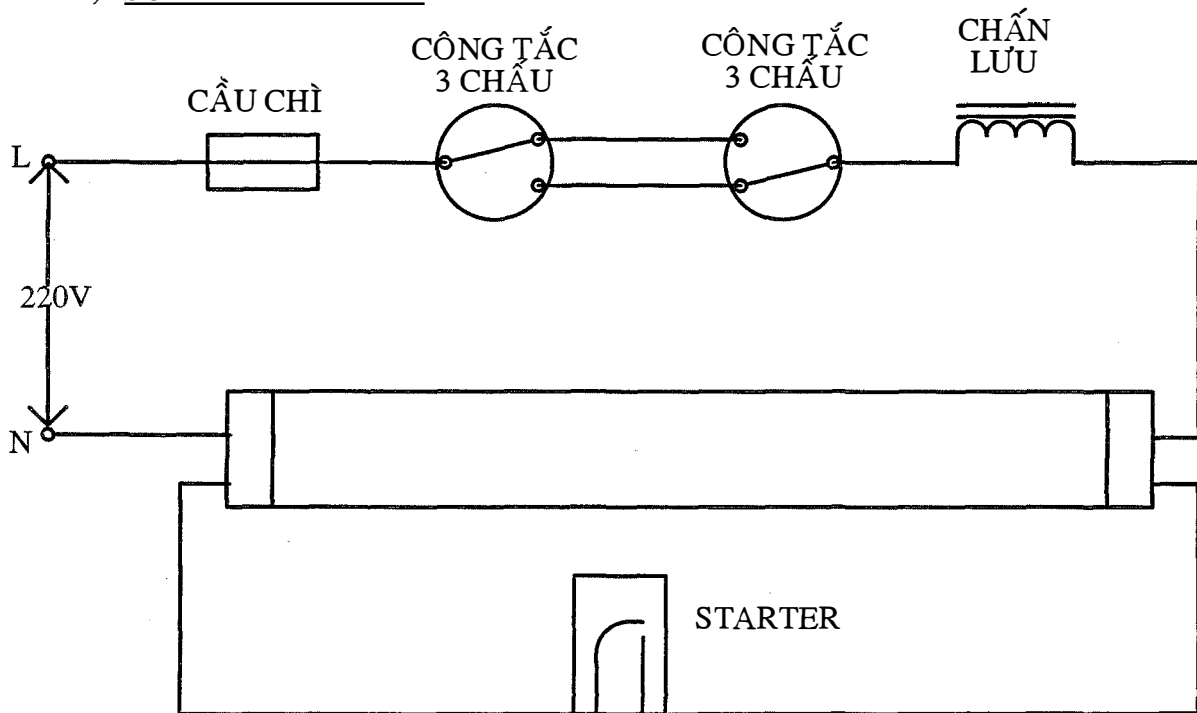 CÔNG TẮC
3 CHẤU
CÔNG TẮC
3 CHẤU
CHẤN
LƯU
CẦU CHÌ
L
220V
N
STARTER